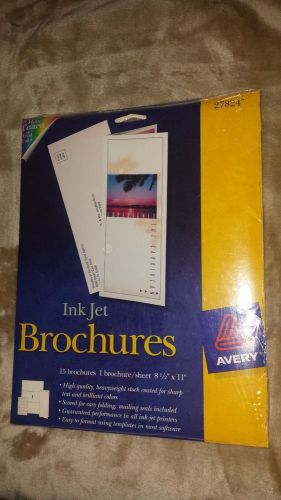 27824
Ink Jet
Brochures
AVERY
15 brochures 1 brochure/sheet 8 ½" x 11"
• High quality, heavyweight stock coated for sharp
text and brilliant colors
• Scored for easy folding, mailing seals included
• Guaranteed performance in all ink jet printers
• Easy to format using templates in most software